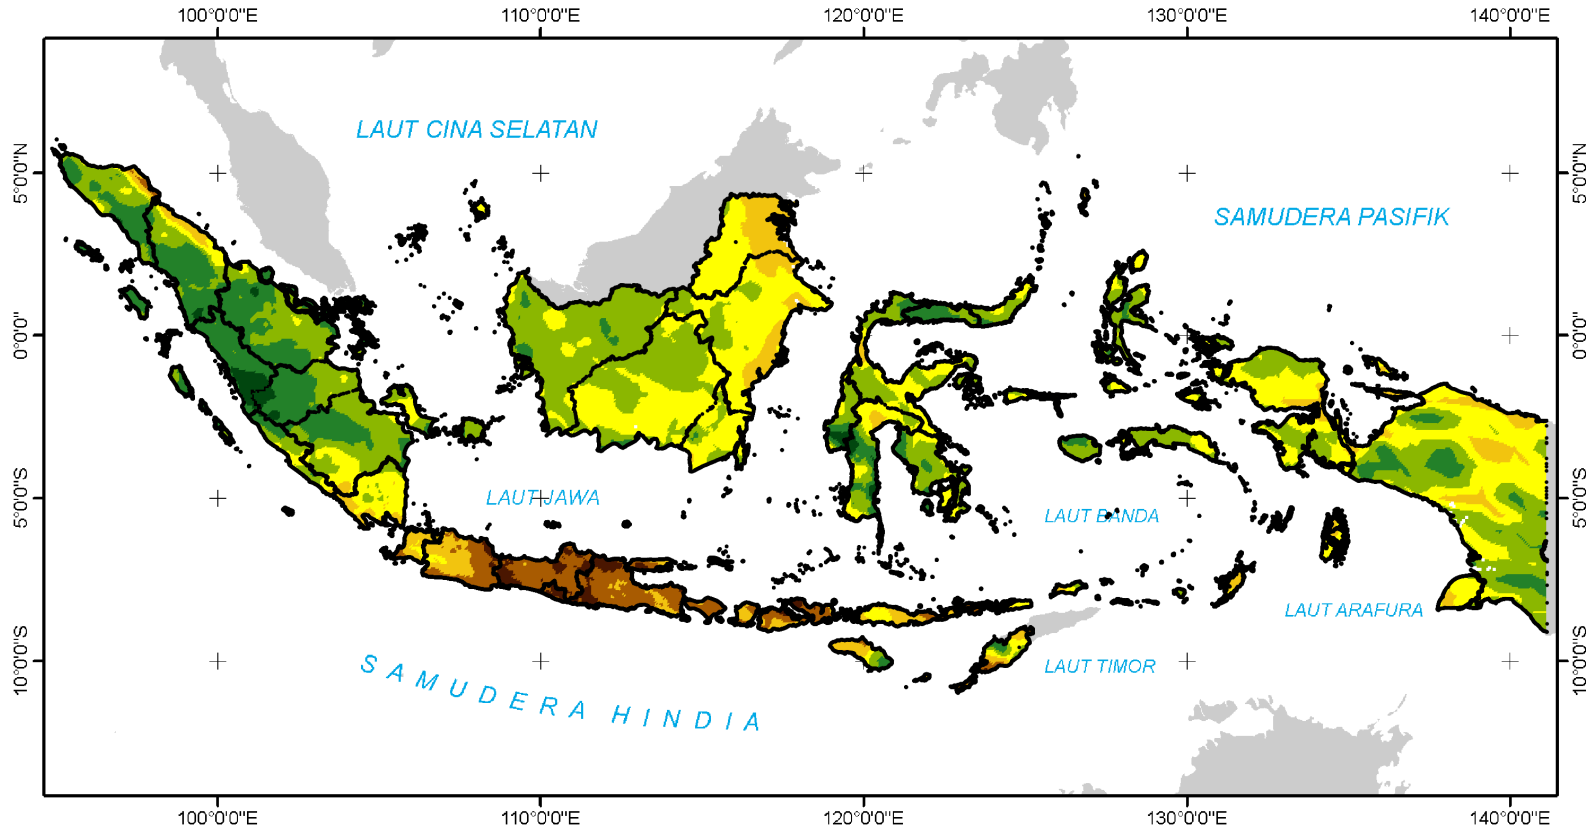 100°0'0"E 110°0'0"E 120°0'0"E 130°0'0"E 140°0'0"E
LAUT CINA SELATAN
5°0'0"N 5°0'0"N
SAMUDERA PASIFIK
0°0'0" 0°0'0"
5°0'0"S LAUT JAWA 5°0'0"S
LAUT BANDA
LAUT ARAFURA
10°0'0"S LAUT TIMOR 10°0'0"S
SAMUDERA HINDIA
100°0'0"E 110°0'0"E 120°0'0"E 130°0'0"E 140°0'0"E